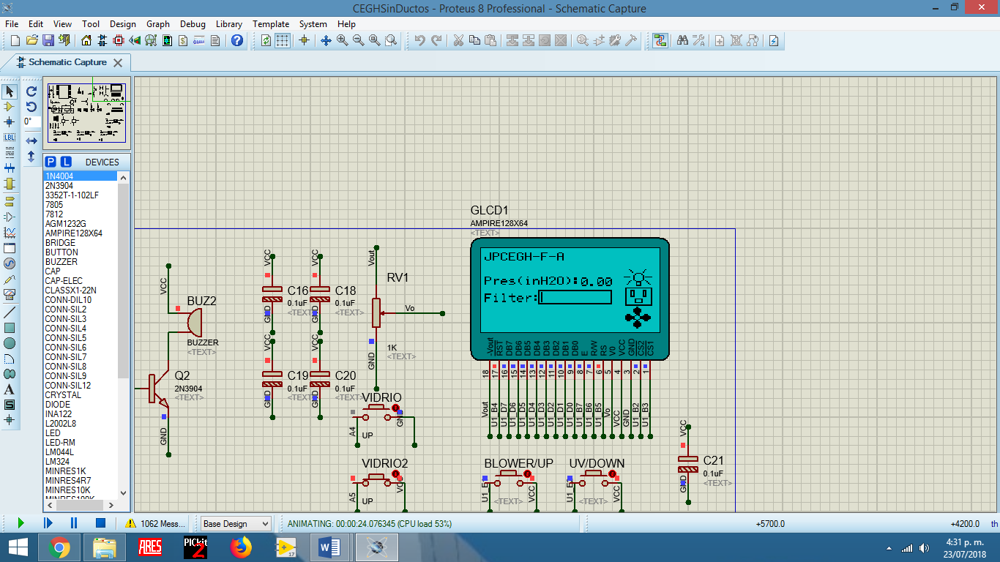 CEGHSinDuctos - Proteus 8 Professional - Schematic Capture
File Edit View Tool Design Graph Debug Library Template System Help
Schematic Capture
0°
LBL
P L DEVICES
1N4004
2N3904
3352T-1-102LF
7805
7812
AGM1232G
AMPIRE128X64
BRIDGE
BUTTON
BUZZER
CAP
CAP-ELEC
CLASSX1-22N
CONN-DIL10
CONN-SIL2
CONN-SIL3
CONN-SIL4
CONN-SIL5
CONN-SIL6
CONN-SIL7
CONN-SIL8
CONN-SIL9
CONN-SIL12
CRYSTAL
DIODE
INA122
L2002L8
LED
LED-RM
LM044L
LM324
MINRES1K
MINRES4R7
MINRES10K
MINRES100K
A
S
GLCD1
AMPIRE128X64
<TEXT>
JPCEGH-F-A
Pres(inH2O):0.00
Filter:
-Vout RST DB7 DB6 DB5 DB4 DB3 DB2 DB1 DB0 E R/W RS V0 VCC GND CS2 CS1
18 17 16 15 14 13 12 11 10 9 8 7 6 5 4 3 2 1
Vout U1_B4 U1_D7 U1_D6 U1_D5 U1_D4 U1_D3 U1_D2 U1_D1 U1_D0 U1_B7 U1_B6 U1_B5 Vo VCC GND U1_B2 U1_B3
VCC
BUZ2
BUZZER
<TEXT>
Q2
2N3904
<TEXT>
GND
VCC
C16
0.1uF
<TEXT>
GND
VCC
C18
0.1uF
<TEXT>
GND
VCC
C19
0.1uF
<TEXT>
GND
VCC
C20
0.1uF
<TEXT>
GND
Vout
RV1
Vo
1K
<TEXT>
GND
VIDRIO
A4
UP
GND
VIDRIO2
A5
UP
VCC
BLOWER/UP
<TEXT>
VCC
UV/DOWN
<TEXT>
VCC
VCC
C21
0.1uF
<TEXT>
GND
1062 Mess...
Base Design
ANIMATING: 00:00:24.076345 (CPU load 53%)
+5700.0
+4200.0
th
ARES
PICkit
2
17
W
4:31 p. m.
23/07/2018